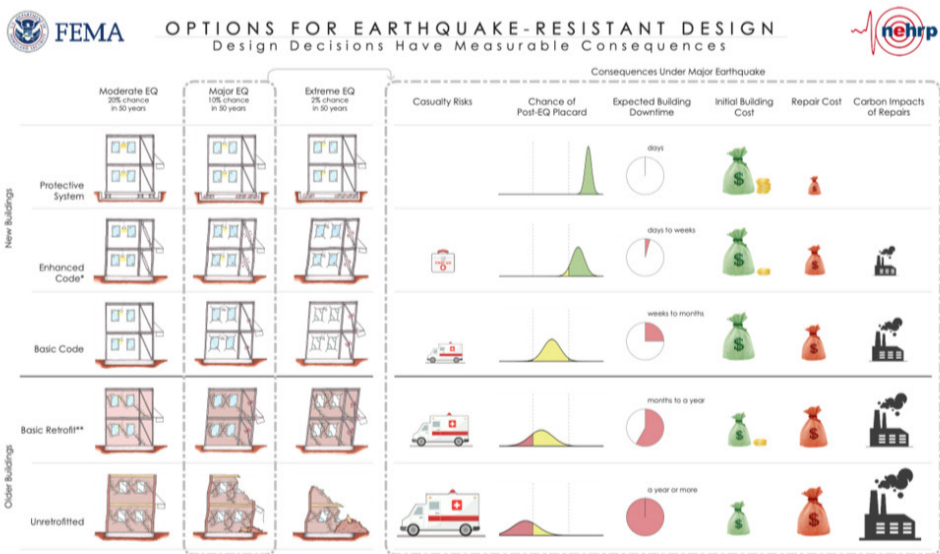 FEMA
OPTIONS FOR EARTHQUAKE-RESISTANT DESIGN
Design Decisions Have Measurable Consequences
nehrp
Consequences Under Major Earthquake
Moderate EQ
20% chance
in 50 years
Major EQ
10% chance
in 50 years
Extreme EQ
2% chance
in 50 years
Casualty Risks
Chance of
Post-EQ Placard
Expected Building
Downtime
Initial Building
Cost
Repair Cost
Carbon Impacts
of Repairs
New Buildings
Protective
System
days
$
$
Enhanced
Code*
days to weeks
$
$
Basic Code
weeks to months
$
$
Older Buildings
Basic Retrofit**
months to a year
$
$
Unretrofitted
a year or more
$
$